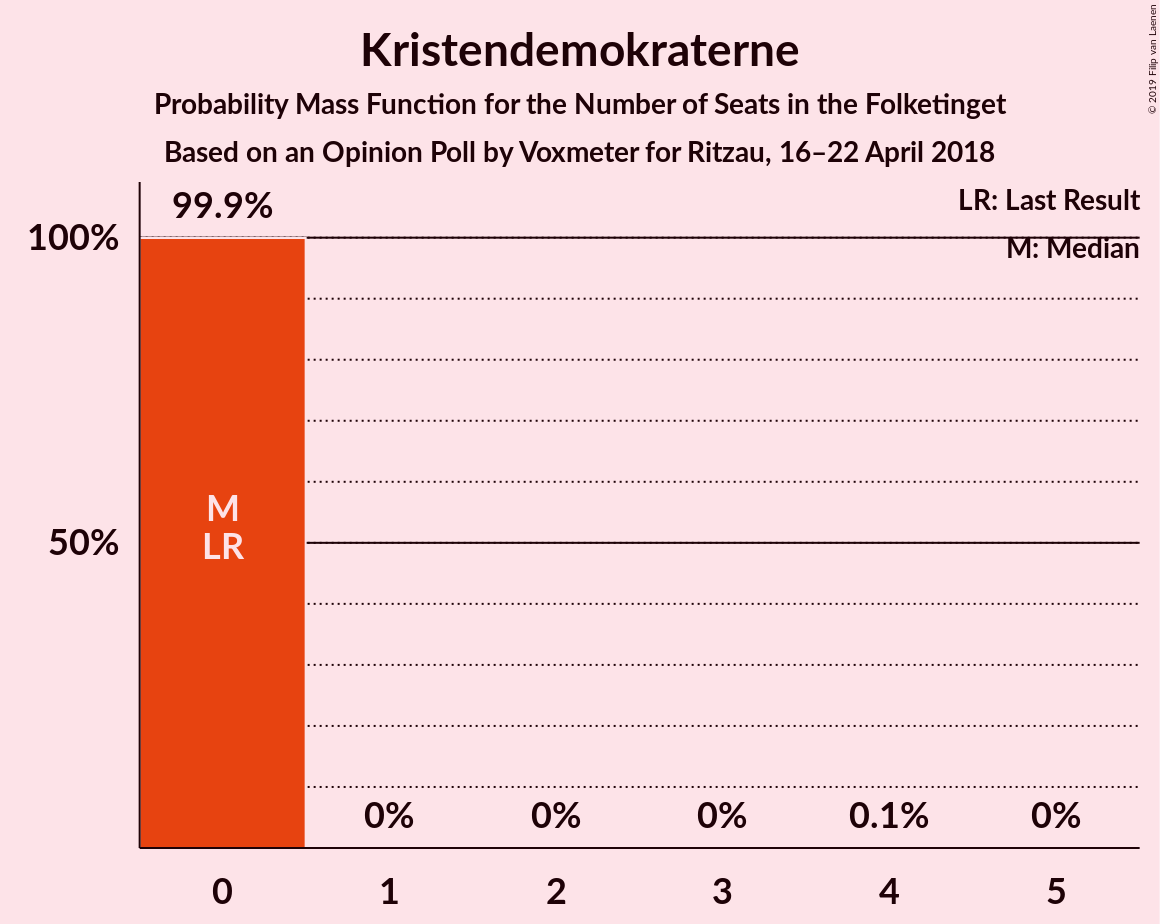 Kristendemokraterne
Probability Mass Function for the Number of Seats in the Folketinget
Based on an Opinion Poll by Voxmeter for Ritzau, 16–22 April 2018
© 2019 Filip van Laenen
LR: Last Result
M: Median
99.9%
100%
50%
M
LR
0% 0% 0% 0.1% 0%
0 1 2 3 4 5